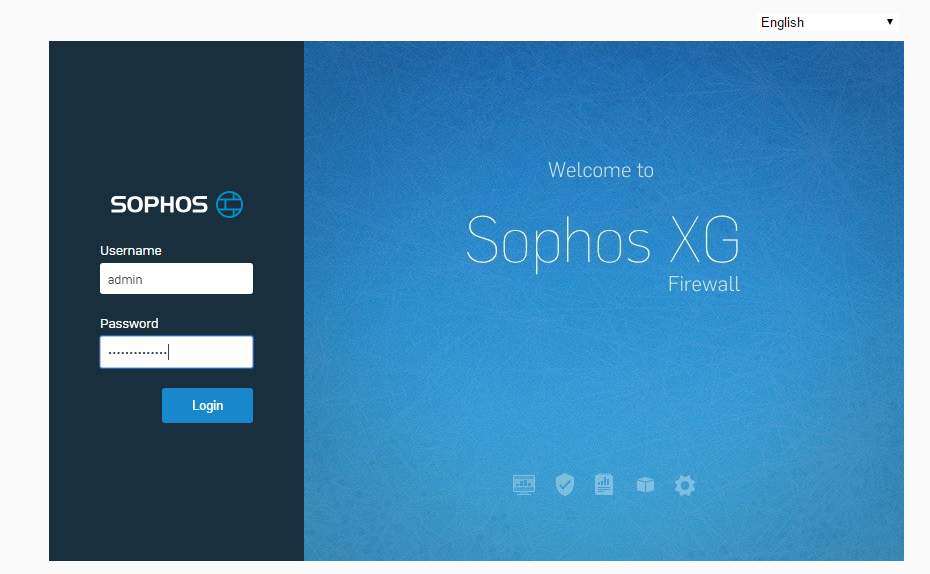 English
SOPHOS
Username
admin
Password
Login
Welcome to
Sophos XG
Firewall